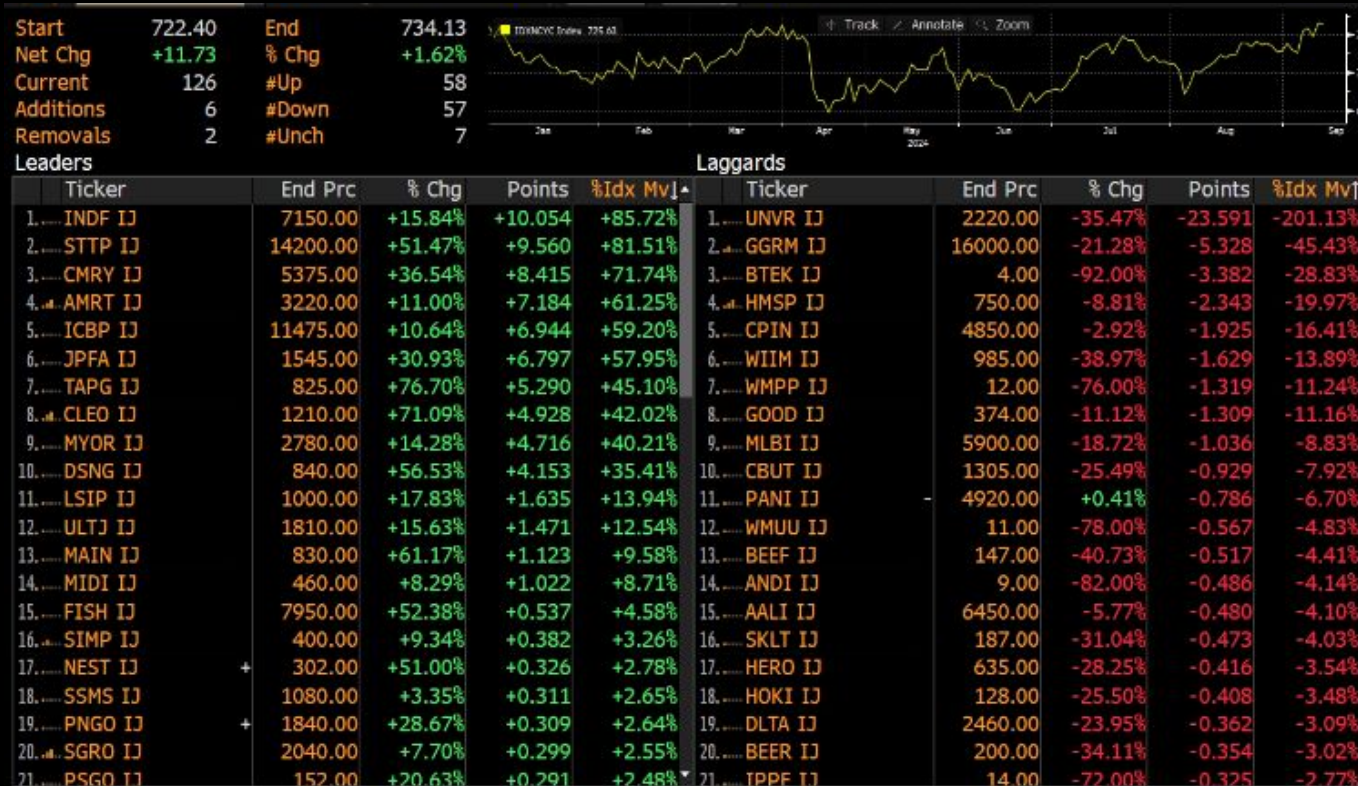 Start 722.40 End 734.13
Net Chg +11.73 % Chg +1.62%
Current 126 #Up 58
Additions 6 #Down 57
Removals 2 #Unch 7
IDXNCYC Index
Track Annotate Zoom
Jan Feb Mar Apr May Jun Jul Aug Sep
2024
Leaders
Ticker End Prc % Chg Points %Idx Mv↓
1. INDF IJ 7150.00 +15.84% +10.054 +85.72%
2. STTP IJ 14200.00 +51.47% +9.560 +81.51%
3. CMRY IJ 5375.00 +36.54% +8.415 +71.74%
4. AMRT IJ 3220.00 +11.00% +7.184 +61.25%
5. ICBP IJ 11475.00 +10.64% +6.944 +59.20%
6. JPFA IJ 1545.00 +30.93% +6.797 +57.95%
7. TAPG IJ 825.00 +76.70% +5.290 +45.10%
8. CLEO IJ 1210.00 +71.09% +4.928 +42.02%
9. MYOR IJ 2780.00 +14.28% +4.716 +40.21%
10. DSNG IJ 840.00 +56.53% +4.153 +35.41%
11. LSIP IJ 1000.00 +17.83% +1.635 +13.94%
12. ULTJ IJ 1810.00 +15.63% +1.471 +12.54%
13. MAIN IJ 830.00 +61.17% +1.123 +9.58%
14. MIDI IJ 460.00 +8.29% +1.022 +8.71%
15. FISH IJ 7950.00 +52.38% +0.537 +4.58%
16. SIMP IJ 400.00 +9.34% +0.382 +3.26%
17. NEST IJ + 302.00 +51.00% +0.326 +2.78%
18. SSMS IJ 1080.00 +3.35% +0.311 +2.65%
19. PNGO IJ + 1840.00 +28.67% +0.309 +2.64%
20. SGRO IJ 2040.00 +7.70% +0.299 +2.55%
21. PSGO IJ 152.00 +20.63% +0.291 +2.48%
Laggards
Ticker End Prc % Chg Points %Idx Mv↑
1. UNVR IJ 2220.00 -35.47% -23.591 -201.13%
2. GGRM IJ 16000.00 -21.28% -5.328 -45.43%
3. BTEK IJ 4.00 -92.00% -3.382 -28.83%
4. HMSP IJ 750.00 -8.81% -2.343 -19.97%
5. CPIN IJ 4850.00 -2.92% -1.925 -16.41%
6. WIIM IJ 985.00 -38.97% -1.629 -13.89%
7. WMPP IJ 12.00 -76.00% -1.319 -11.24%
8. GOOD IJ 374.00 -11.12% -1.309 -11.16%
9. MLBI IJ 5900.00 -18.72% -1.036 -8.83%
10. CBUT IJ 1305.00 -25.49% -0.929 -7.92%
11. PANI IJ - 4920.00 +0.41% -0.786 -6.70%
12. WMUU IJ 11.00 -78.00% -0.567 -4.83%
13. BEEF IJ 147.00 -40.73% -0.517 -4.41%
14. ANDI IJ 9.00 -82.00% -0.486 -4.14%
15. AALI IJ 6450.00 -5.77% -0.480 -4.10%
16. SKLT IJ 187.00 -31.04% -0.473 -4.03%
17. HERO IJ 635.00 -28.25% -0.416 -3.54%
18. HOKI IJ 128.00 -25.50% -0.408 -3.48%
19. DLTA IJ 2460.00 -23.95% -0.362 -3.09%
20. BEER IJ 200.00 -34.11% -0.354 -3.02%
21. IPPE IJ 14.00 -72.00% -0.325 -2.77%